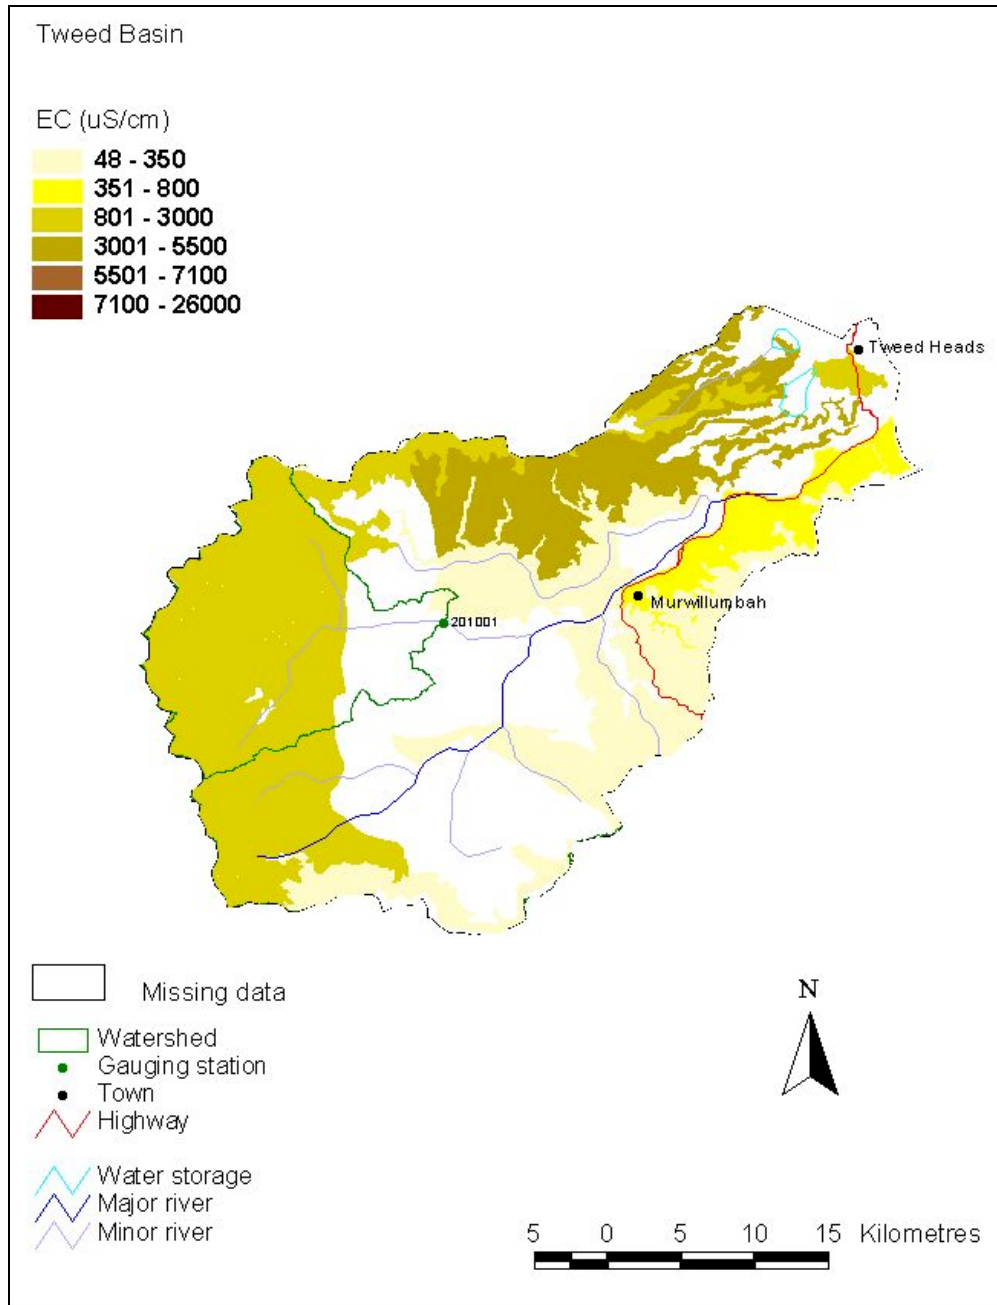 Tweed Basin
EC (uS/cm)
48 - 350
351 - 800
801 - 3000
3001 - 5500
5501 - 7100
7100 - 26000
Tweed Heads
Murwillumbah
201001
Missing data
Watershed
Gauging station
Town
Highway
Water storage
Major river
Minor river
N
5 0 5 10 15 Kilometres